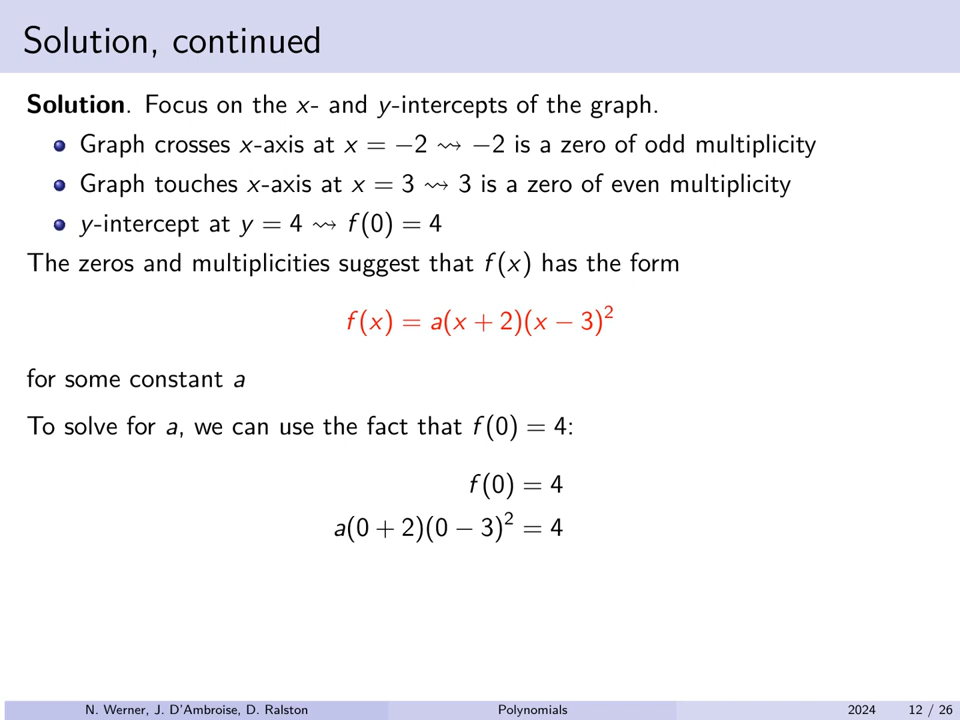 Solution, continued
Solution. Focus on the x- and y-intercepts of the graph.
Graph crosses x-axis at x = −2 ⇝ −2 is a zero of odd multiplicity
Graph touches x-axis at x = 3 ⇝ 3 is a zero of even multiplicity
y-intercept at y = 4 ⇝ f(0) = 4
The zeros and multiplicities suggest that f(x) has the form
f(x) = a(x + 2)(x − 3)²
for some constant a
To solve for a, we can use the fact that f(0) = 4:
f(0) = 4
a(0 + 2)(0 − 3)² = 4
N. Werner, J. D'Ambroise, D. Ralston Polynomials 2024 12 / 26